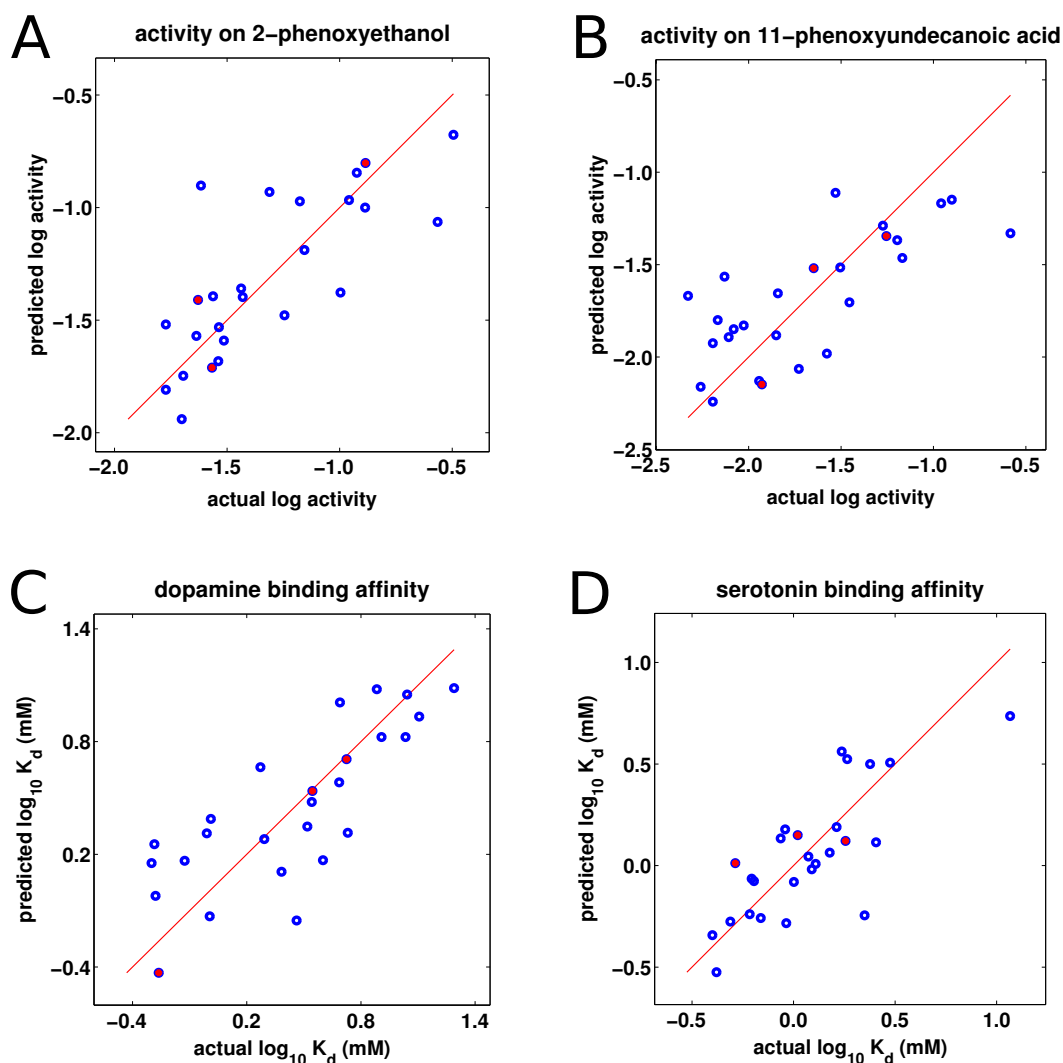 A
activity on 2−phenoxyethanol
−0.5
−1.0
−1.5
−2.0
predicted log activity
−2.0 −1.5 −1.0 −0.5
actual log activity
B
activity on 11−phenoxyundecanoic acid
−0.5
−1.0
−1.5
−2.0
−2.5
predicted log activity
−2.5 −2.0 −1.5 −1.0 −0.5
actual log activity
C
dopamine binding affinity
1.4
0.8
0.2
−0.4
predicted log10 Kd (mM)
−0.4 0.2 0.8 1.4
actual log10 Kd (mM)
D
serotonin binding affinity
1.0
0.5
0.0
−0.5
predicted log10 Kd (mM)
−0.5 0.0 0.5 1.0
actual log10 Kd (mM)